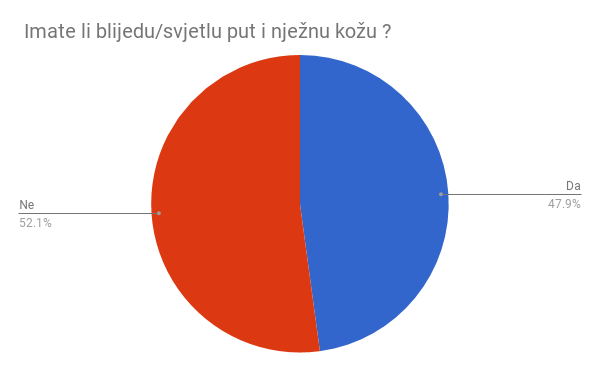 Imate li blijedu/svjetlu put i nježnu kožu ?
Da
47.9%
Ne
52.1%